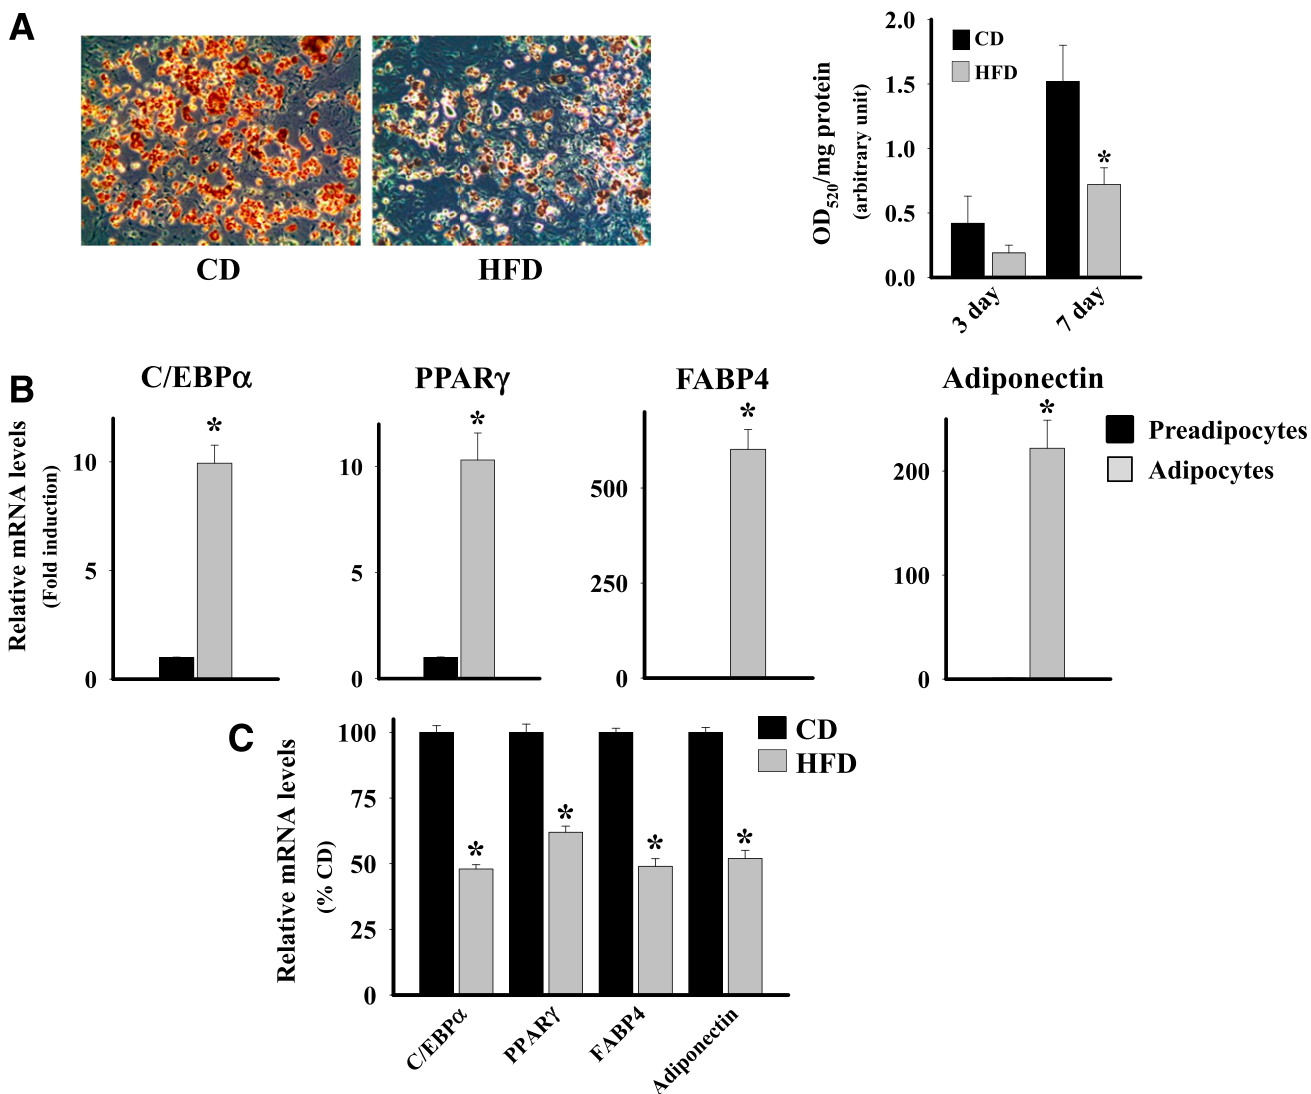 A
CD
HFD
OD520/mg protein
(arbitrary unit)
2.0
1.5
1.0
0.5
0.0
CD
HFD
*
3 day
7 day
B
Relative mRNA levels
(Fold induction)
C/EBPα
10
5
0
*
PPARγ
10
5
0
*
FABP4
500
250
0
*
Adiponectin
200
100
0
*
Preadipocytes
Adipocytes
C
Relative mRNA levels
(% CD)
100
75
50
25
0
*
*
*
*
CD
HFD
C/EBPα
PPARγ
FABP4
Adiponectin